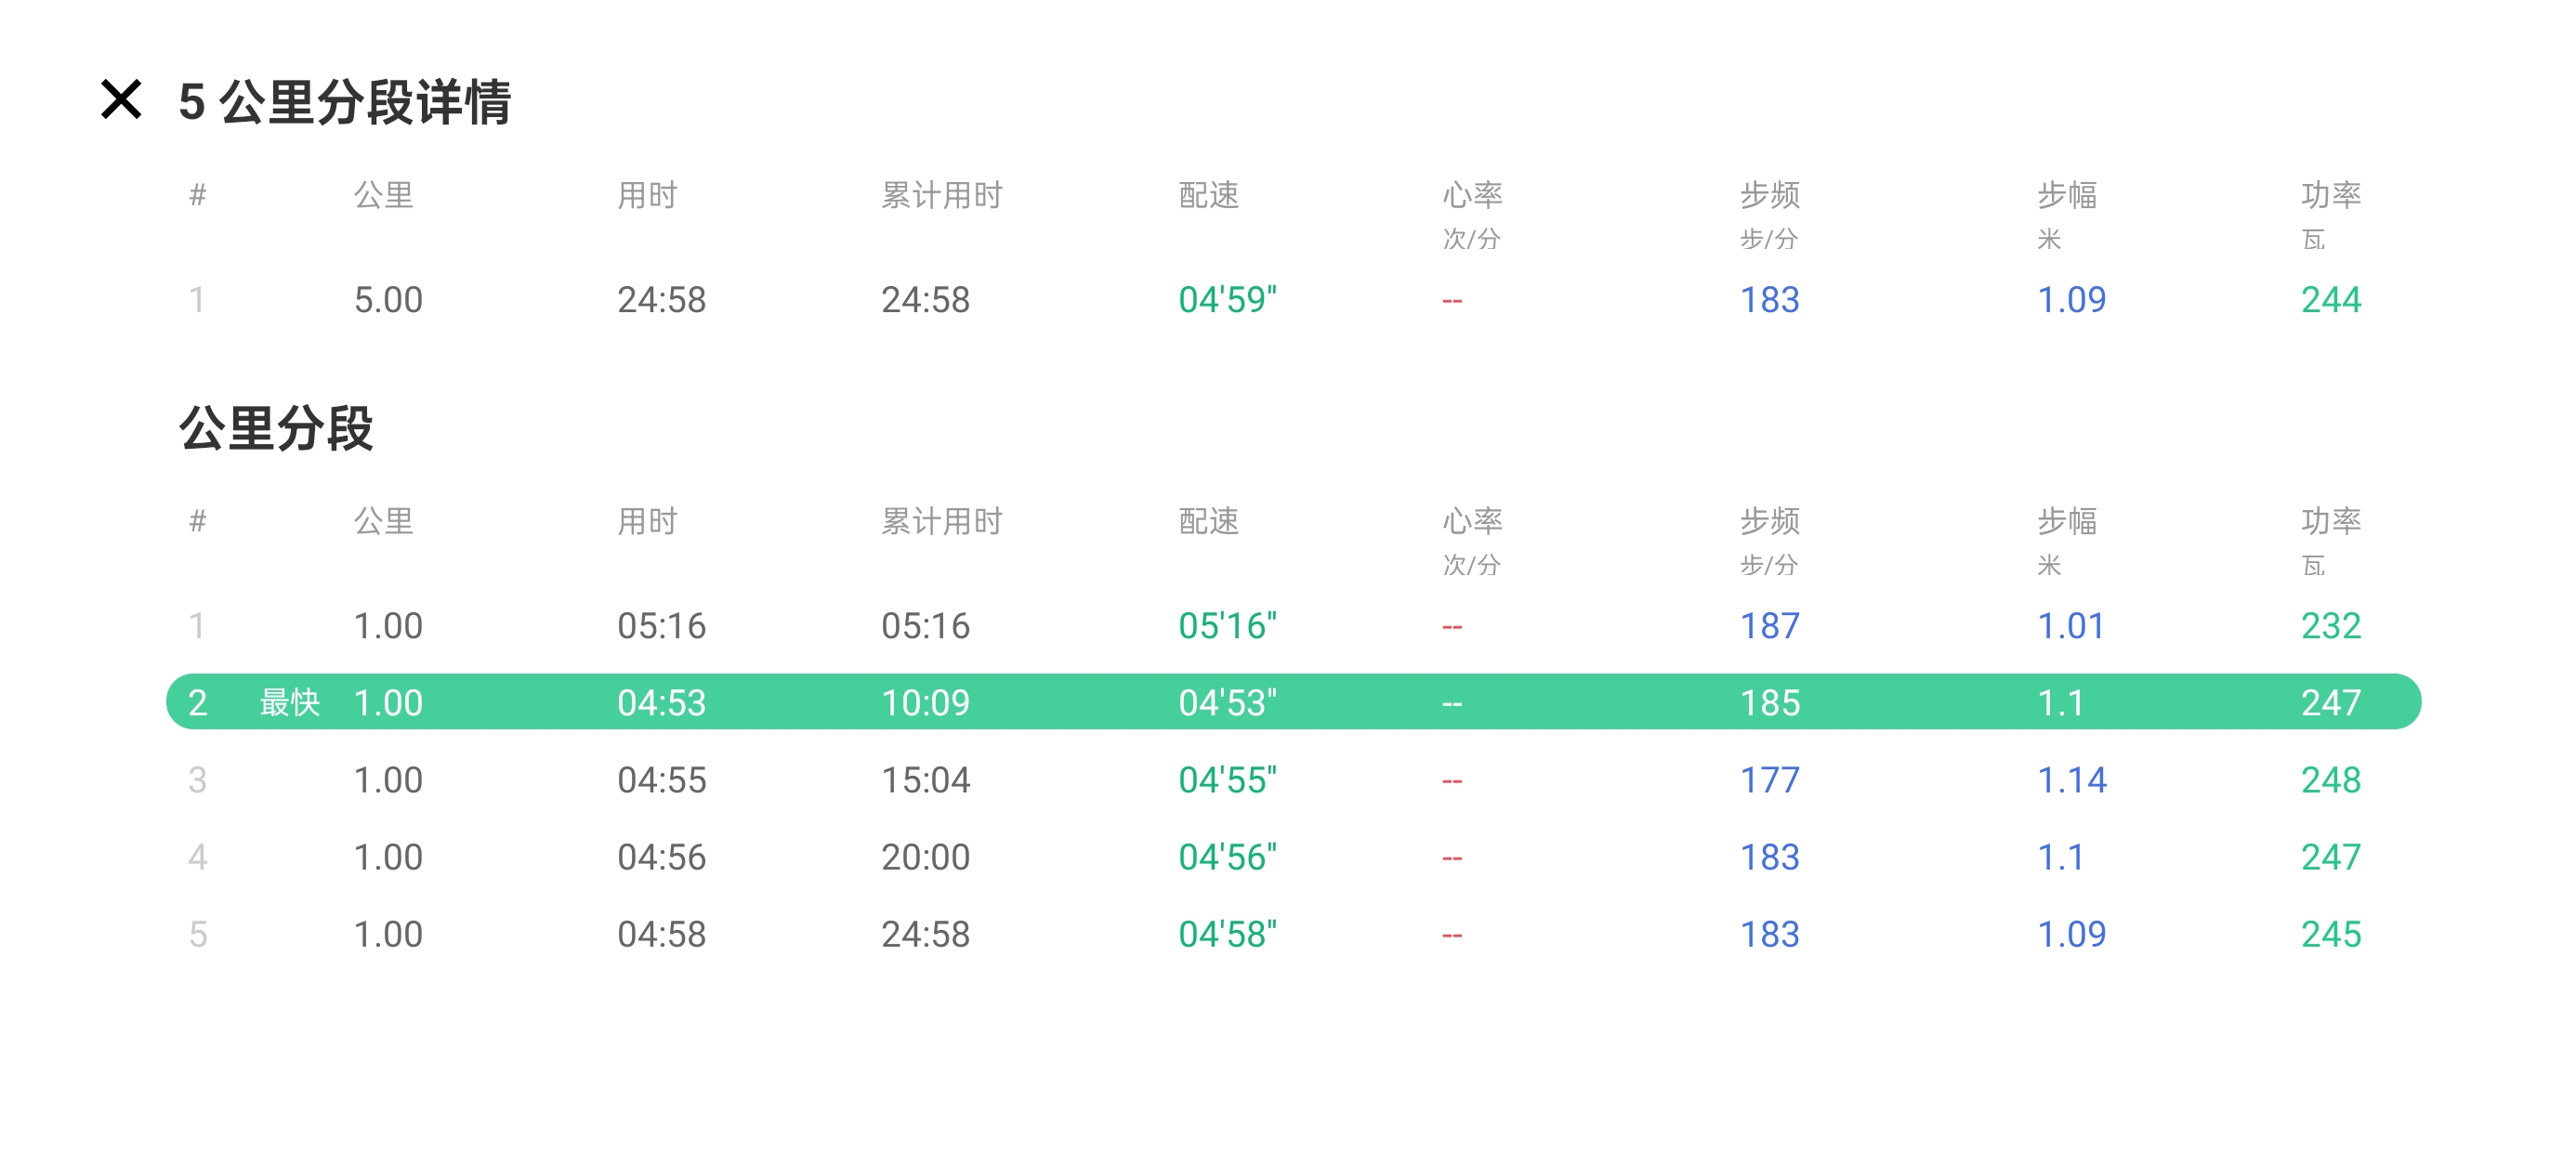 5 公里分段详情
# 公里 用时 累计用时 配速 心率 步频 步幅 功率
次/分 步/分 米 瓦
1 5.00 24:58 24:58 04'59" -- 183 1.09 244
公里分段
# 公里 用时 累计用时 配速 心率 步频 步幅 功率
次/分 步/分 米 瓦
1 1.00 05:16 05:16 05'16" -- 187 1.01 232
2 最快 1.00 04:53 10:09 04'53" -- 185 1.1 247
3 1.00 04:55 15:04 04'55" -- 177 1.14 248
4 1.00 04:56 20:00 04'56" -- 183 1.1 247
5 1.00 04:58 24:58 04'58" -- 183 1.09 245